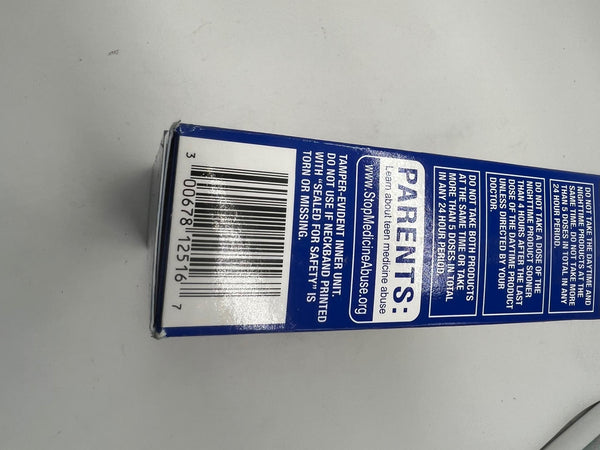 DO NOT TAKE THE DAYTIME AND
NIGHTTIME PRODUCTS AT THE
SAME TIME. DO NOT TAKE MORE
THAN 5 DOSES IN TOTAL IN ANY
24 HOUR PERIOD.
DO NOT TAKE A DOSE OF THE
NIGHTTIME PRODUCT SOONER
THAN 4 HOURS AFTER THE LAST
DOSE OF THE DAYTIME PRODUCT
UNLESS DIRECTED BY YOUR
DOCTOR.
DO NOT TAKE BOTH PRODUCTS
AT THE SAME TIME OR TAKE
MORE THAN 5 DOSES IN TOTAL
IN ANY 24 HOUR PERIOD.
PARENTS:
Learn about teen medicine abuse
www.StopMedicineAbuse.org
TAMPER-EVIDENT INNER UNIT.
DO NOT USE IF NECKBAND PRINTED
WITH "SEALED FOR SAFETY" IS
TORN OR MISSING.
3 00678 12516 7